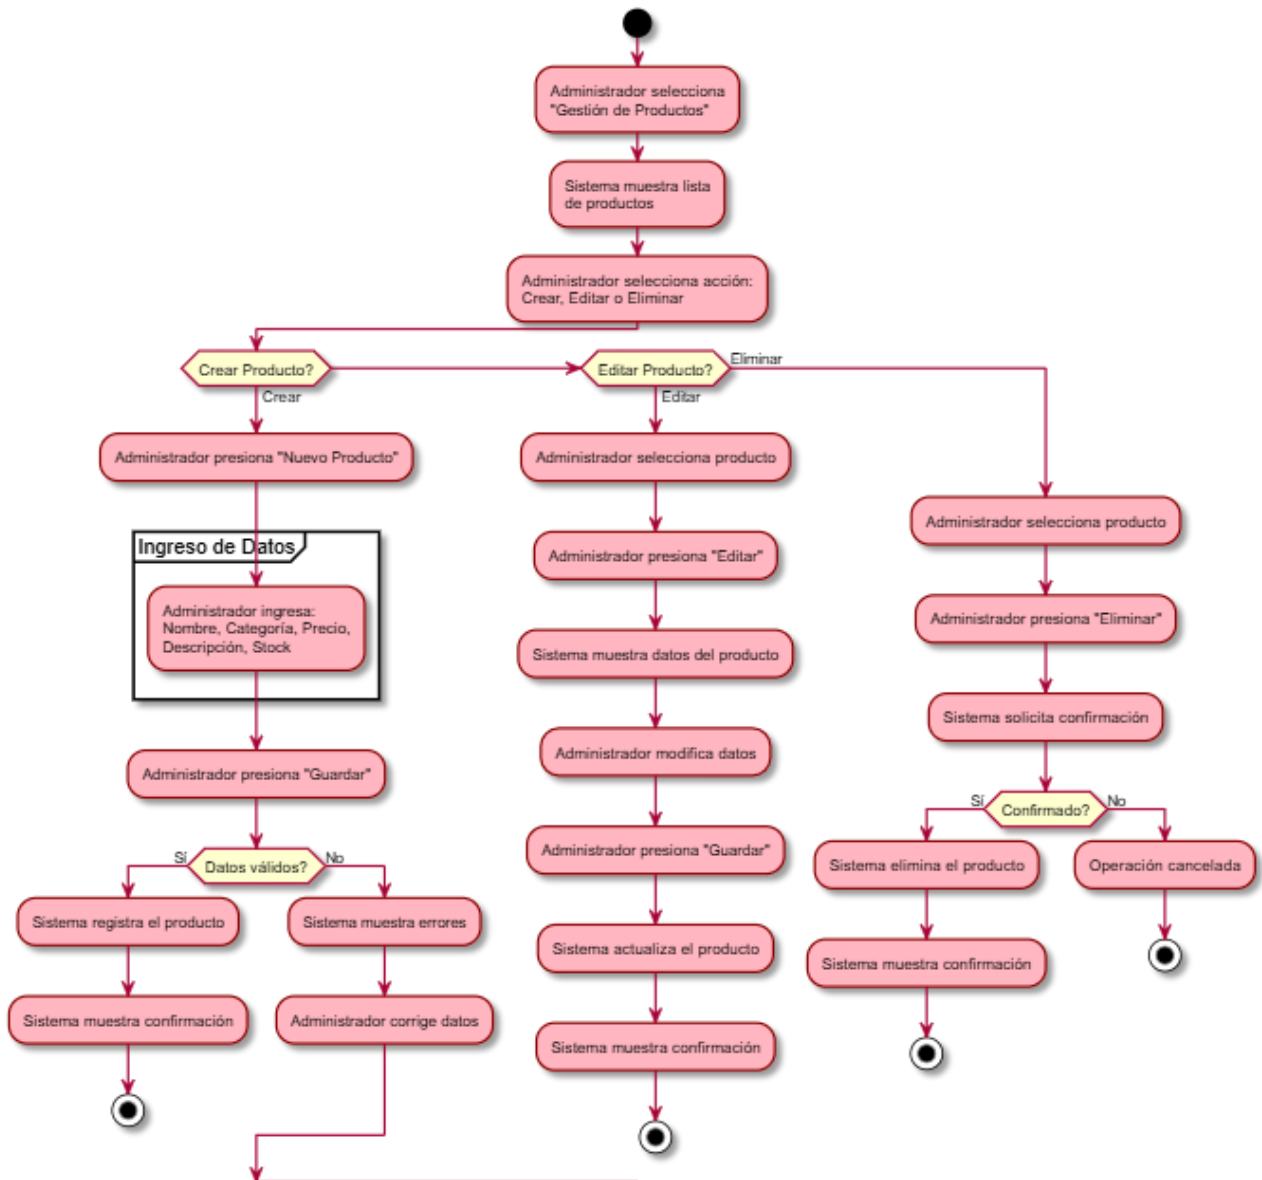 Administrador selecciona
"Gestión de Productos"
Sistema muestra lista
de productos
Administrador selecciona acción:
Crear, Editar o Eliminar
Crear Producto?
Crear
Editar Producto?
Editar
Eliminar
Administrador presiona "Nuevo Producto"
Ingreso de Datos
Administrador ingresa:
Nombre, Categoría, Precio,
Descripción, Stock
Administrador presiona "Guardar"
Datos válidos?
Sí
No
Sistema registra el producto
Sistema muestra confirmación
Sistema muestra errores
Administrador corrige datos
Administrador selecciona producto
Administrador presiona "Editar"
Sistema muestra datos del producto
Administrador modifica datos
Administrador presiona "Guardar"
Sistema actualiza el producto
Sistema muestra confirmación
Administrador selecciona producto
Administrador presiona "Eliminar"
Sistema solicita confirmación
Confirmado?
Sí
No
Sistema elimina el producto
Sistema muestra confirmación
Operación cancelada